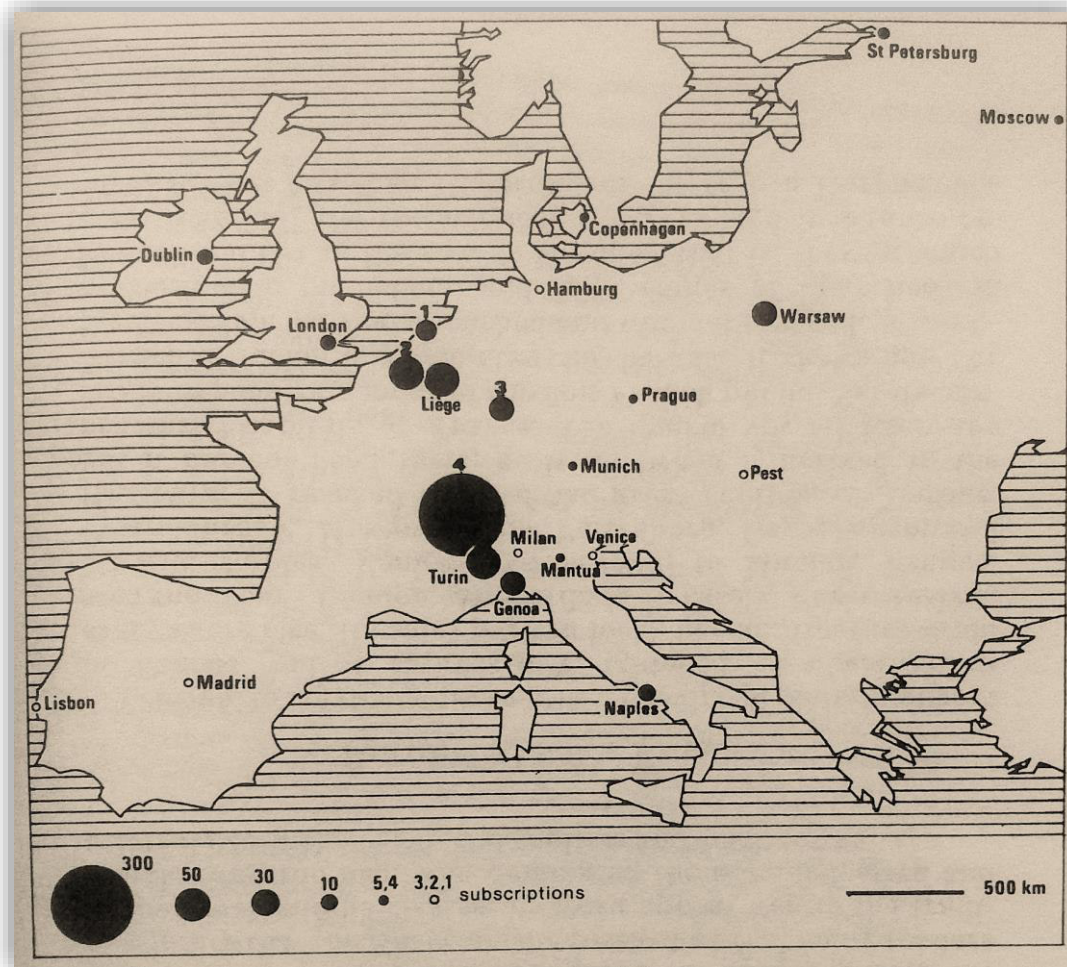 St Petersburg
Moscow
Copenhagen
Dublin
Hamburg
1
London
Warsaw
2
3
Liège
Prague
4
Munich
Pest
Milan
Venice
Turin
Mantua
Genoa
Madrid
Lisbon
Naples
300
50
30
10
5,4
3,2,1
subscriptions
500 km